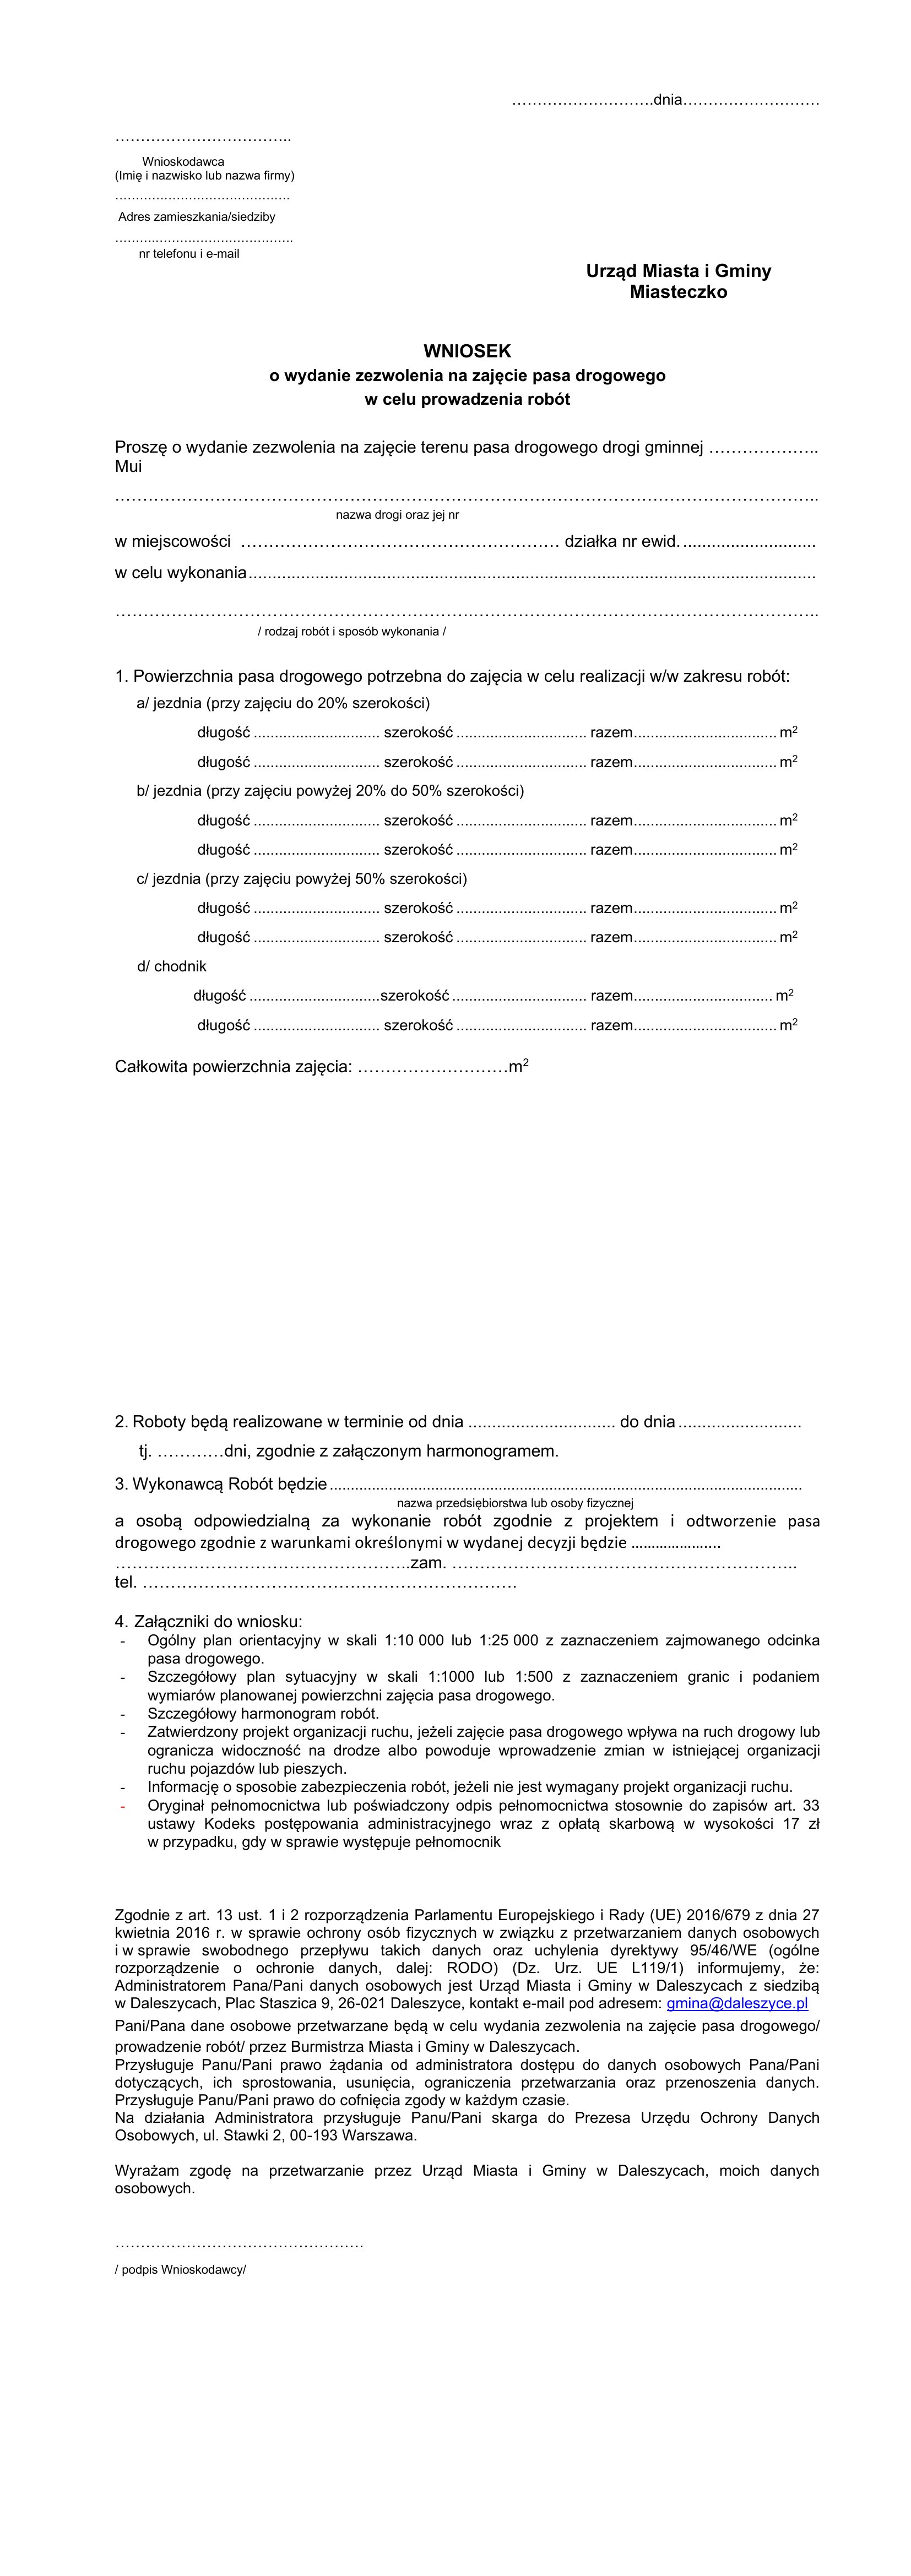 ………………………..dnia………………………
……………………………..
Wnioskodawca
(Imię i nazwisko lub nazwa firmy)
……………………………………
Adres zamieszkania/siedziby
……….…………………………….
nr telefonu i e-mail
Urząd Miasta i Gminy
Miasteczko
WNIOSEK
o wydanie zezwolenia na zajęcie pasa drogowego
w celu prowadzenia robót
Proszę o wydanie zezwolenia na zajęcie terenu pasa drogowego drogi gminnej ………………..
Mui
………………………………………………………………………………………………………………..
nazwa drogi oraz jej nr
w miejscowości ………………………………………………… działka nr ewid.............................
w celu wykonania.......................................................................................................................
……………………………………………………….……………………………………………………..
/ rodzaj robót i sposób wykonania /
1. Powierzchnia pasa drogowego potrzebna do zajęcia w celu realizacji w/w zakresu robót:
a/ jezdnia (przy zajęciu do 20% szerokości)
długość .............................. szerokość ............................... razem.................................. m²
długość .............................. szerokość ............................... razem.................................. m²
b/ jezdnia (przy zajęciu powyżej 20% do 50% szerokości)
długość .............................. szerokość ............................... razem.................................. m²
długość .............................. szerokość ............................... razem.................................. m²
c/ jezdnia (przy zajęciu powyżej 50% szerokości)
długość .............................. szerokość ............................... razem.................................. m²
długość .............................. szerokość ............................... razem.................................. m²
d/ chodnik
długość ...............................szerokość ................................ razem................................. m²
długość .............................. szerokość ............................... razem.................................. m²
Całkowita powierzchnia zajęcia: ………………………m²
2. Roboty będą realizowane w terminie od dnia ............................... do dnia..........................
tj. …………dni, zgodnie z załączonym harmonogramem.
3. Wykonawcą Robót będzie................................................................................................................
nazwa przedsiębiorstwa lub osoby fizycznej
a osobą odpowiedzialną za wykonanie robót zgodnie z projektem i odtworzenie pasa
drogowego zgodnie z warunkami określonymi w wydanej decyzji będzie …………………
……………………………………………..zam. ……………………………………………………..
tel. ………………………………………………………….
4. Załączniki do wniosku:
- Ogólny plan orientacyjny w skali 1:10 000 lub 1:25 000 z zaznaczeniem zajmowanego odcinka
pasa drogowego.
- Szczegółowy plan sytuacyjny w skali 1:1000 lub 1:500 z zaznaczeniem granic i podaniem
wymiarów planowanej powierzchni zajęcia pasa drogowego.
- Szczegółowy harmonogram robót.
- Zatwierdzony projekt organizacji ruchu, jeżeli zajęcie pasa drogowego wpływa na ruch drogowy lub
ogranicza widoczność na drodze albo powoduje wprowadzenie zmian w istniejącej organizacji
ruchu pojazdów lub pieszych.
- Informację o sposobie zabezpieczenia robót, jeżeli nie jest wymagany projekt organizacji ruchu.
- Oryginał pełnomocnictwa lub poświadczony odpis pełnomocnictwa stosownie do zapisów art. 33
ustawy Kodeks postępowania administracyjnego wraz z opłatą skarbową w wysokości 17 zł
w przypadku, gdy w sprawie występuje pełnomocnik
Zgodnie z art. 13 ust. 1 i 2 rozporządzenia Parlamentu Europejskiego i Rady (UE) 2016/679 z dnia 27
kwietnia 2016 r. w sprawie ochrony osób fizycznych w związku z przetwarzaniem danych osobowych
i w sprawie swobodnego przepływu takich danych oraz uchylenia dyrektywy 95/46/WE (ogólne
rozporządzenie o ochronie danych, dalej: RODO) (Dz. Urz. UE L119/1) informujemy, że:
Administratorem Pana/Pani danych osobowych jest Urząd Miasta i Gminy w Daleszycach z siedzibą
w Daleszycach, Plac Staszica 9, 26-021 Daleszyce, kontakt e-mail pod adresem: gmina@daleszyce.pl
Pani/Pana dane osobowe przetwarzane będą w celu wydania zezwolenia na zajęcie pasa drogowego/
prowadzenie robót/ przez Burmistrza Miasta i Gminy w Daleszycach.
Przysługuje Panu/Pani prawo żądania od administratora dostępu do danych osobowych Pana/Pani
dotyczących, ich sprostowania, usunięcia, ograniczenia przetwarzania oraz przenoszenia danych.
Przysługuje Panu/Pani prawo do cofnięcia zgody w każdym czasie.
Na działania Administratora przysługuje Panu/Pani skarga do Prezesa Urzędu Ochrony Danych
Osobowych, ul. Stawki 2, 00-193 Warszawa.
Wyrażam zgodę na przetwarzanie przez Urząd Miasta i Gminy w Daleszycach, moich danych
osobowych.
………………………………………….
/ podpis Wnioskodawcy/